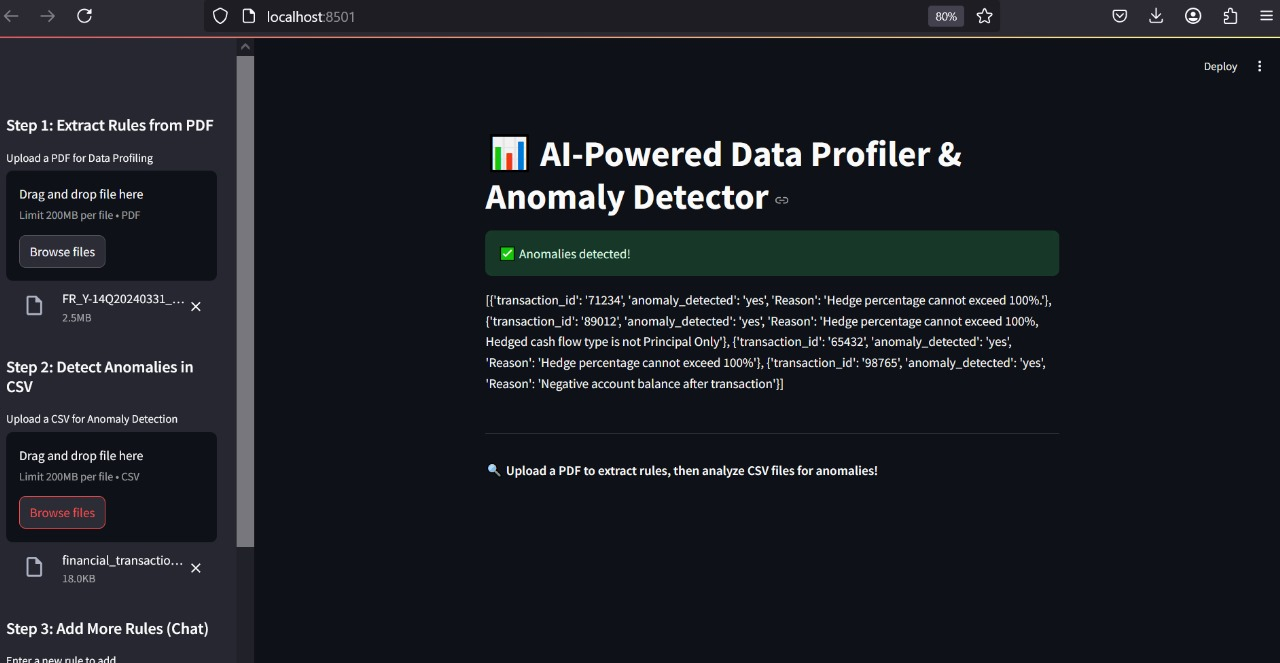 localhost:8501
80%
Deploy
Step 1: Extract Rules from PDF
Upload a PDF for Data Profiling
Drag and drop file here
Limit 200MB per file • PDF
Browse files
FR_Y-14Q20240331_...
2.5MB
Step 2: Detect Anomalies in
CSV
Upload a CSV for Anomaly Detection
Drag and drop file here
Limit 200MB per file • CSV
Browse files
financial_transactio...
18.0KB
Step 3: Add More Rules (Chat)
Enter a new rule to add
AI-Powered Data Profiler &
Anomaly Detector
Anomalies detected!
[{'transaction_id': '71234', 'anomaly_detected': 'yes', 'Reason': 'Hedge percentage cannot exceed 100%.'},
{'transaction_id': '89012', 'anomaly_detected': 'yes', 'Reason': 'Hedge percentage cannot exceed 100%,
Hedged cash flow type is not Principal Only'}, {'transaction_id': '65432', 'anomaly_detected': 'yes',
'Reason': 'Hedge percentage cannot exceed 100%'}, {'transaction_id': '98765', 'anomaly_detected': 'yes',
'Reason': 'Negative account balance after transaction'}]
Upload a PDF to extract rules, then analyze CSV files for anomalies!